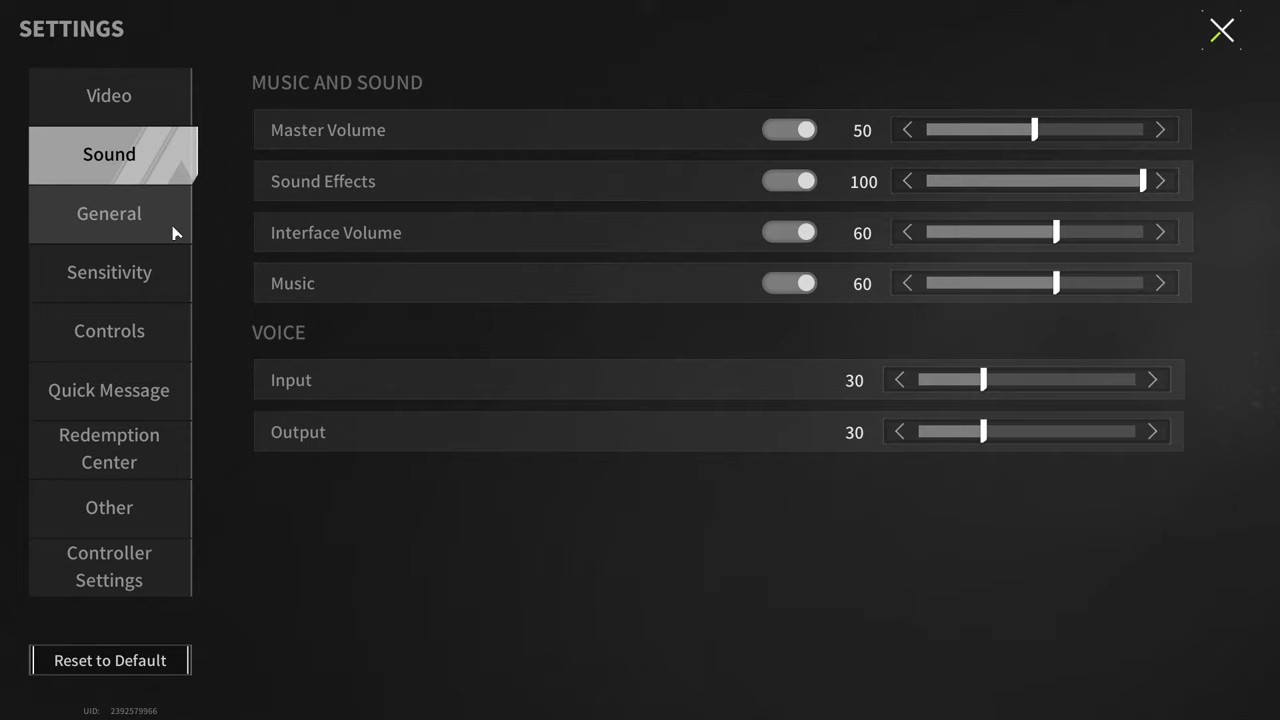 SETTINGS
Video
Sound
General
Sensitivity
Controls
Quick Message
Redemption
Center
Other
Controller
Settings
Reset to Default
UID: 2392579966
MUSIC AND SOUND
Master Volume 50
Sound Effects 100
Interface Volume 60
Music 60
VOICE
Input 30
Output 30